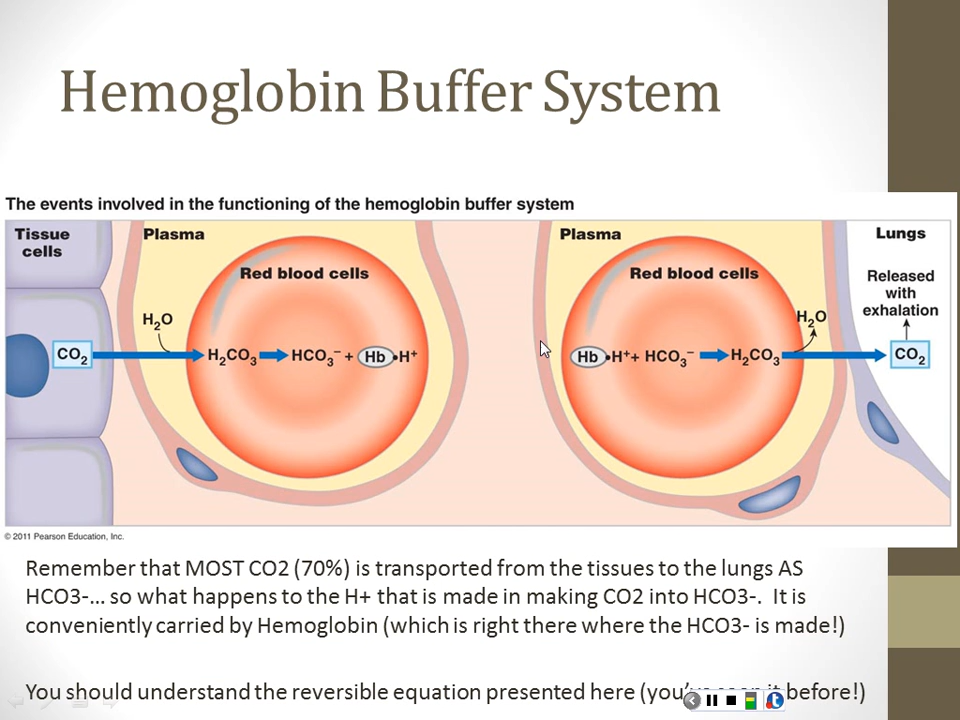 Hemoglobin Buffer System
The events involved in the functioning of the hemoglobin buffer system
Tissue
cells
Plasma
Red blood cells
H₂O
CO₂
H₂CO₃
HCO₃⁻ + Hb•H⁺
Plasma
Red blood cells
Hb•H⁺+ HCO₃⁻
H₂CO₃
H₂O
Lungs
Released
with
exhalation
CO₂
© 2011 Pearson Education, Inc.
Remember that MOST CO2 (70%) is transported from the tissues to the lungs AS
HCO3-… so what happens to the H+ that is made in making CO2 into HCO3-. It is
conveniently carried by Hemoglobin (which is right there where the HCO3- is made!)
You should understand the reversible equation presented here (you've before!)